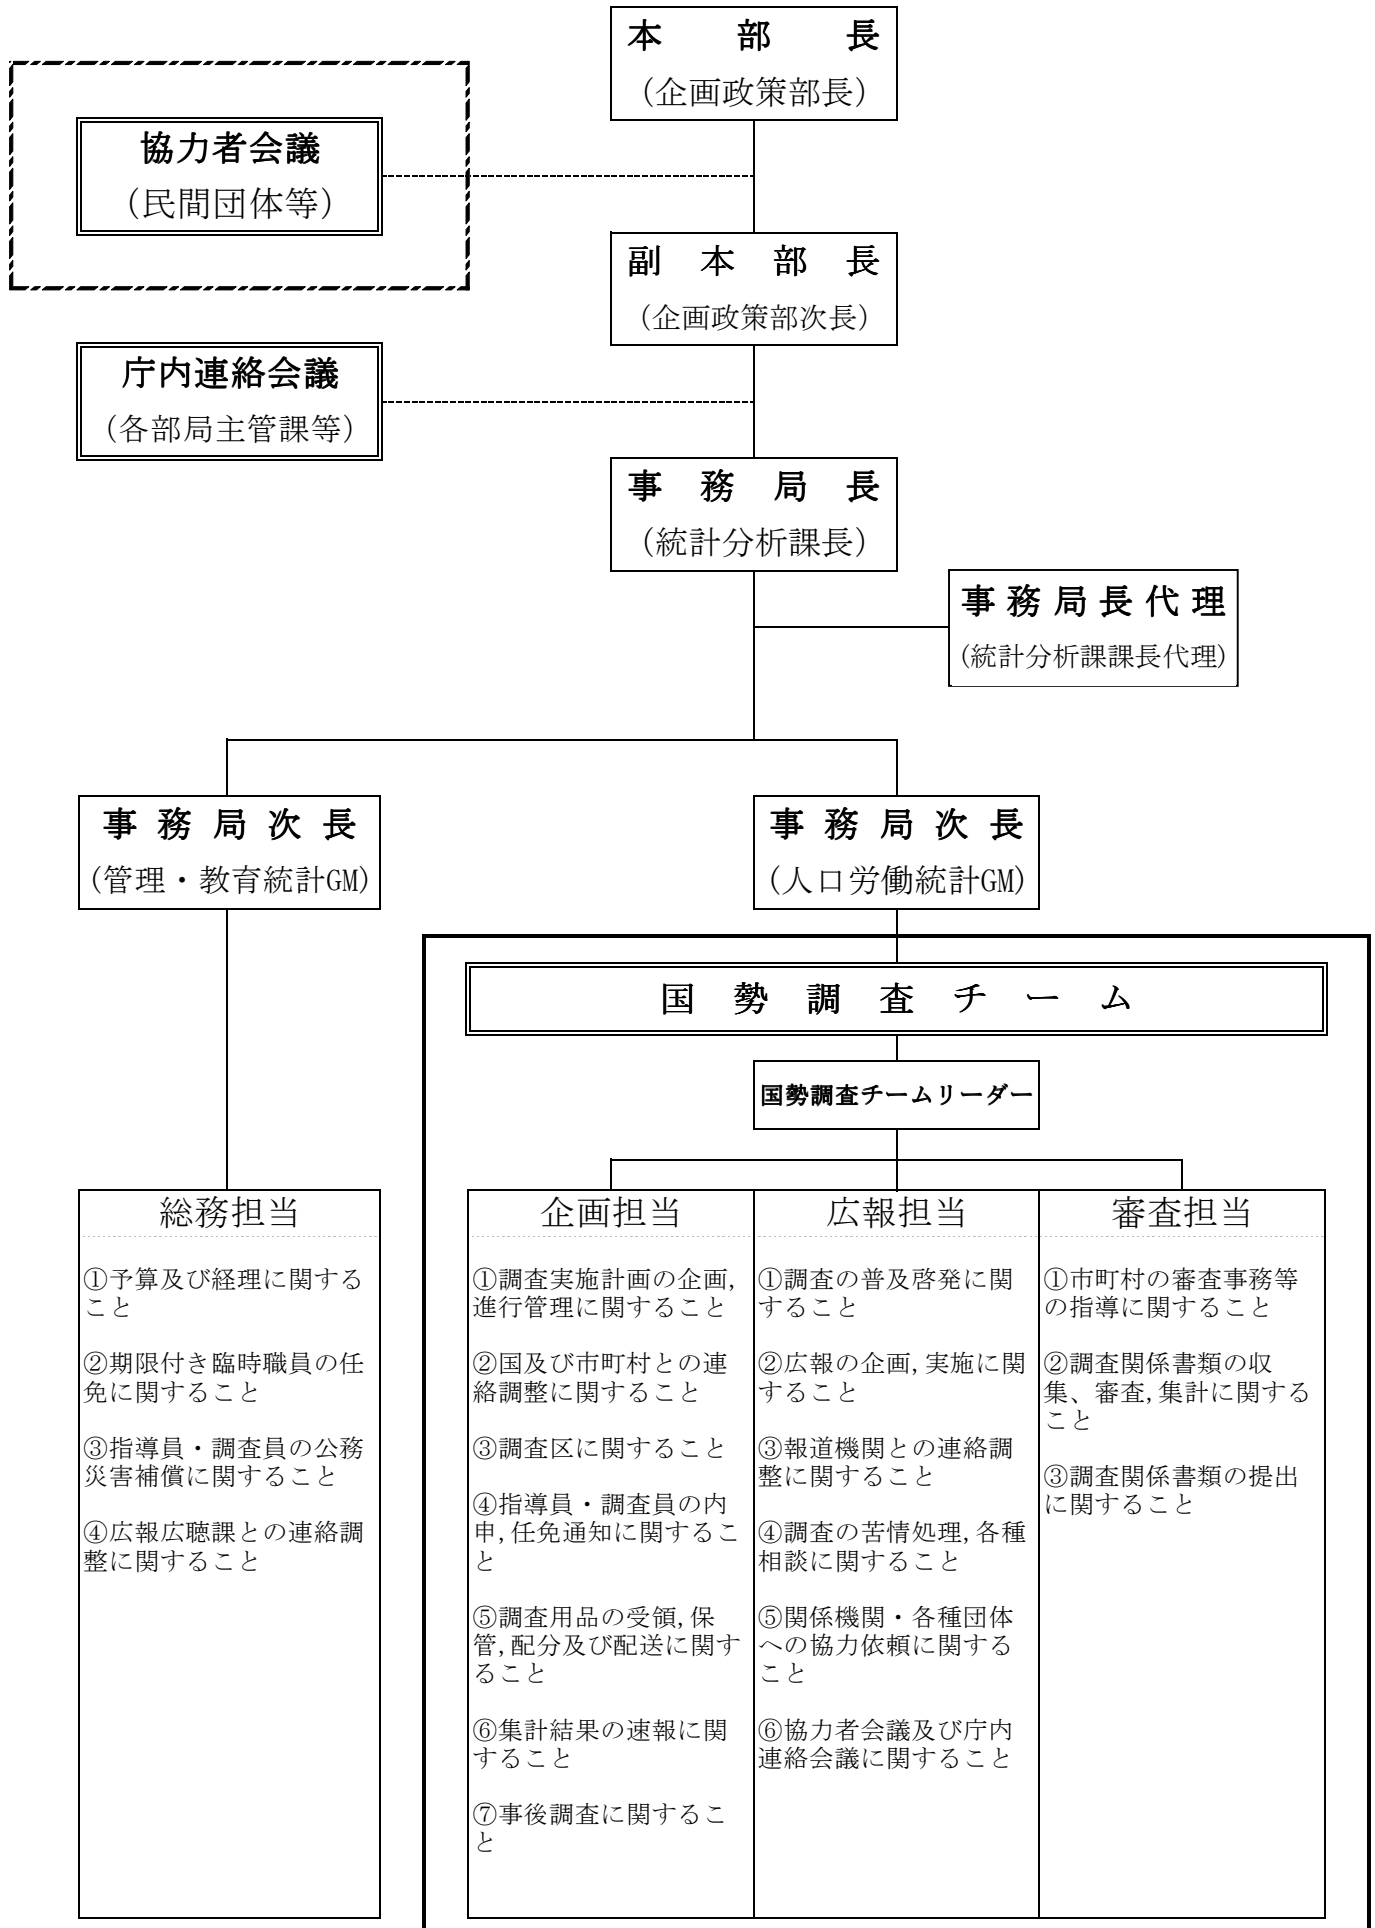 本部長
（企画政策部長）
協力者会議
（民間団体等）
副本部長
（企画政策部次長）
庁内連絡会議
（各部局主管課等）
事務局長
（統計分析課長）
事務局長代理
(統計分析課課長代理)
事務局次長
(管理・教育統計GM)
事務局次長
(人口労働統計GM)
国勢調査チーム
国勢調査チームリーダー
総務担当
①予算及び経理に関する
こと
②期限付き臨時職員の任
免に関すること
③指導員・調査員の公務
災害補償に関すること
④広報広聴課との連絡調
整に関すること
企画担当
①調査実施計画の企画,
進行管理に関すること
②国及び市町村との連
絡調整に関すること
③調査区に関すること
④指導員・調査員の内
申,任免通知に関するこ
と
⑤調査用品の受領,保
管,配分及び配送に関す
ること
⑥集計結果の速報に関
すること
⑦事後調査に関するこ
と
広報担当
①調査の普及啓発に関
すること
②広報の企画,実施に関
すること
③報道機関との連絡調
整に関すること
④調査の苦情処理,各種
相談に関すること
⑤関係機関・各種団体
への協力依頼に関する
こと
⑥協力者会議及び庁内
連絡会議に関すること
審査担当
①市町村の審査事務等
の指導に関すること
②調査関係書類の収
集、審査,集計に関する
こと
③調査関係書類の提出
に関すること